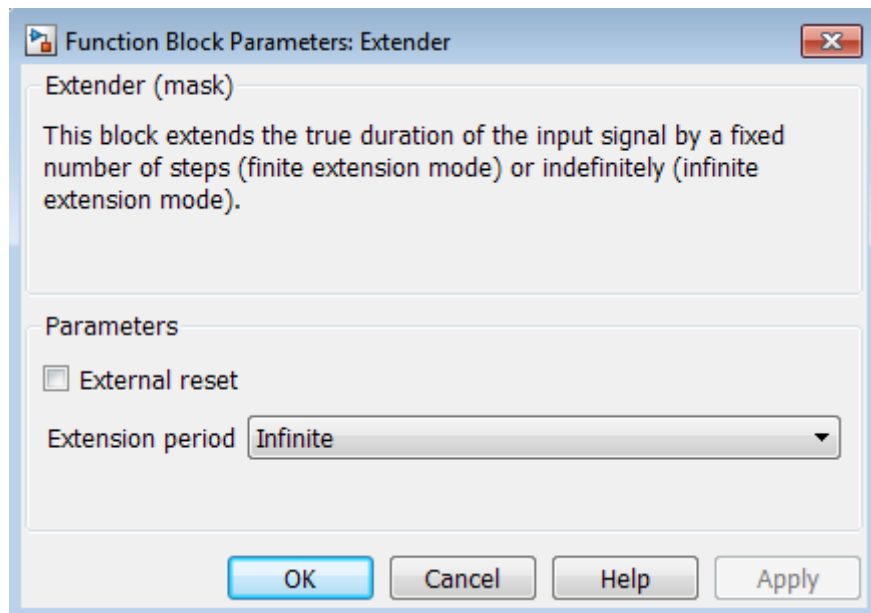 Function Block Parameters: Extender
Extender (mask)
This block extends the true duration of the input signal by a fixed
number of steps (finite extension mode) or indefinitely (infinite
extension mode).
Parameters
External reset
Extension period Infinite
OK Cancel Help Apply